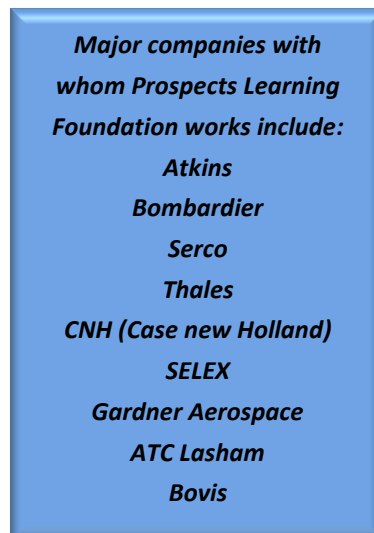 Major companies with
whom Prospects Learning
Foundation works include:
Atkins
Bombardier
Serco
Thales
CNH (Case new Holland)
SELEX
Gardner Aerospace
ATC Lasham
Bovis